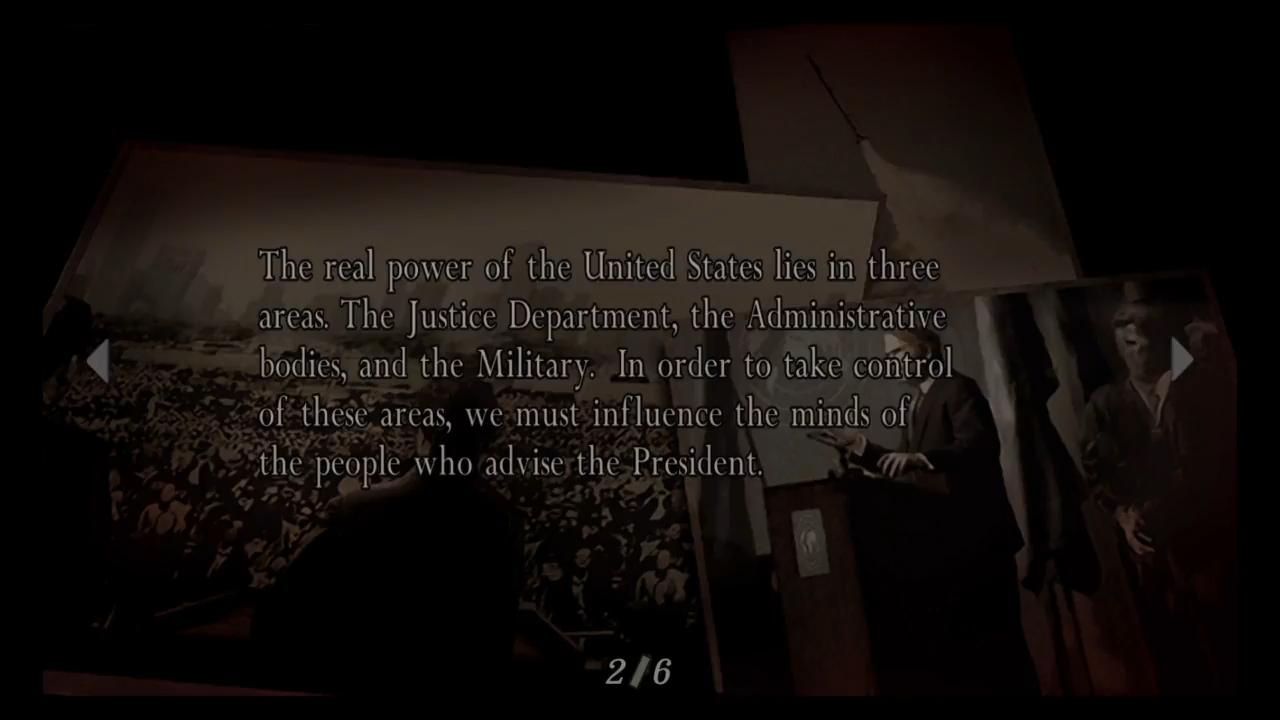 The real power of the United States lies in three
areas. The Justice Department, the Administrative
bodies, and the Military.  In order to take control
of these areas, we must influence the minds of
the people who advise the President.
2/6